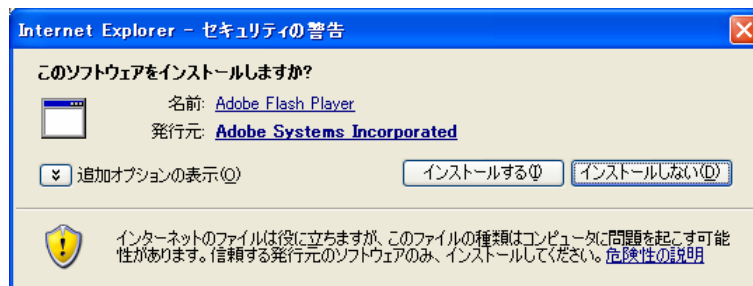 Internet Explorer - セキュリティの警告
このソフトウェアをインストールしますか?
名前: Adobe Flash Player
発行元: Adobe Systems Incorporated
追加オプションの表示(O)
インストールする(I)
インストールしない(D)
インターネットのファイルは役に立ちますが、このファイルの種類はコンピュータに問題を起こす可能
性があります。信頼する発行元のソフトウェアのみ、インストールしてください。危険性の説明